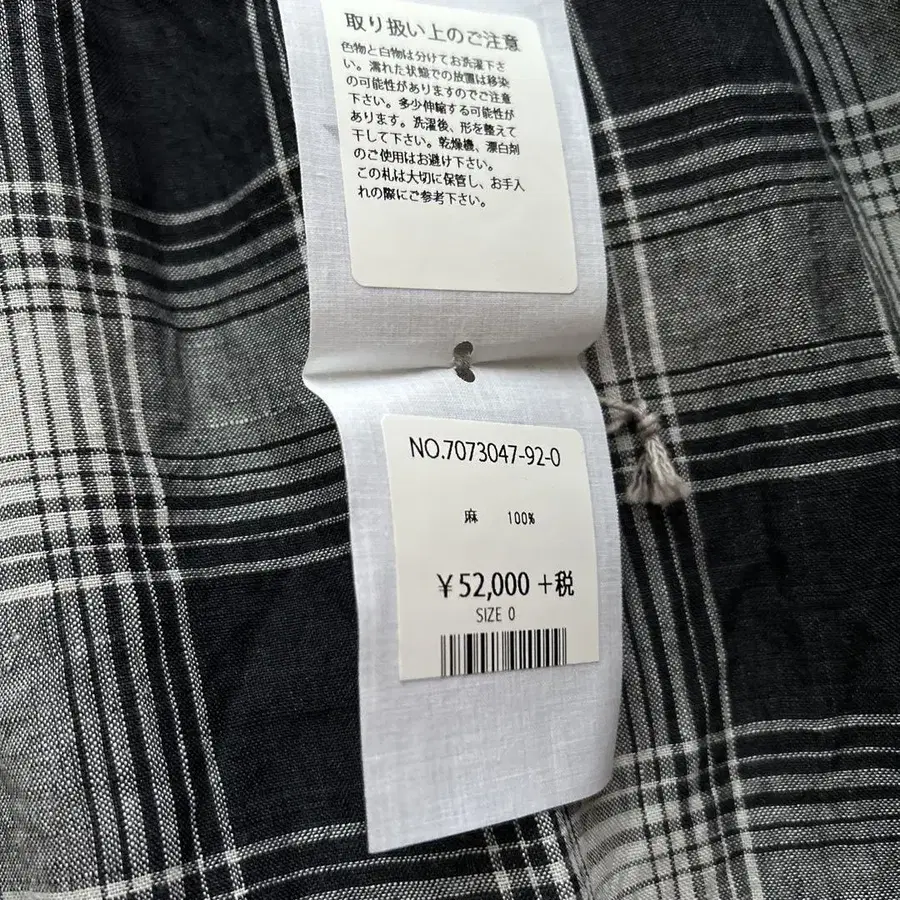 取り扱い上のご注意
色物と白物は分けてお洗濯下さ
い。濡れた状態での放置は移染
の可能性がありますのでご注意
下さい。多少伸縮する可能性が
あります。洗濯後、形を整えて
干して下さい。乾燥機、漂白剤
のご使用はお避け下さい。
この札は大切に保管し、お手入
れの際にご参考下さい。
NO.7073047-92-0
麻 100%
¥52,000 +税
SIZE 0